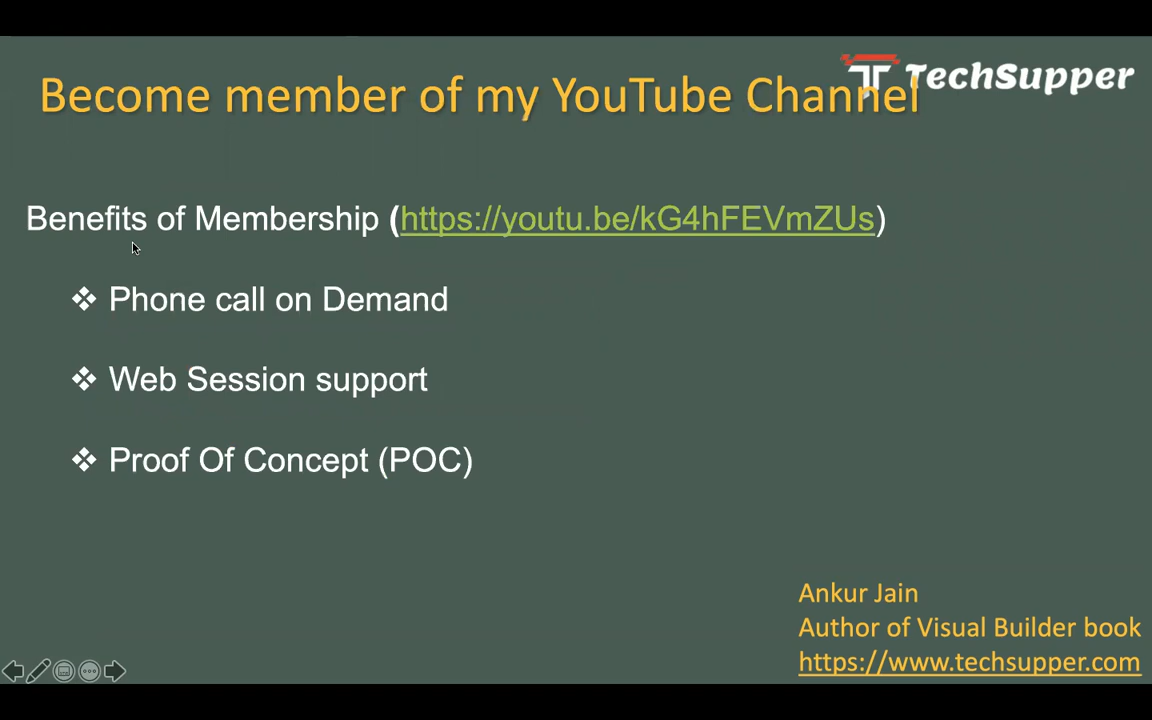 Become member of my YouTube Channel
TechSupper
Benefits of Membership (https://youtu.be/kG4hFEVmZUs)
❖ Phone call on Demand
❖ Web Session support
❖ Proof Of Concept (POC)
Ankur Jain
Author of Visual Builder book
https://www.techsupper.com